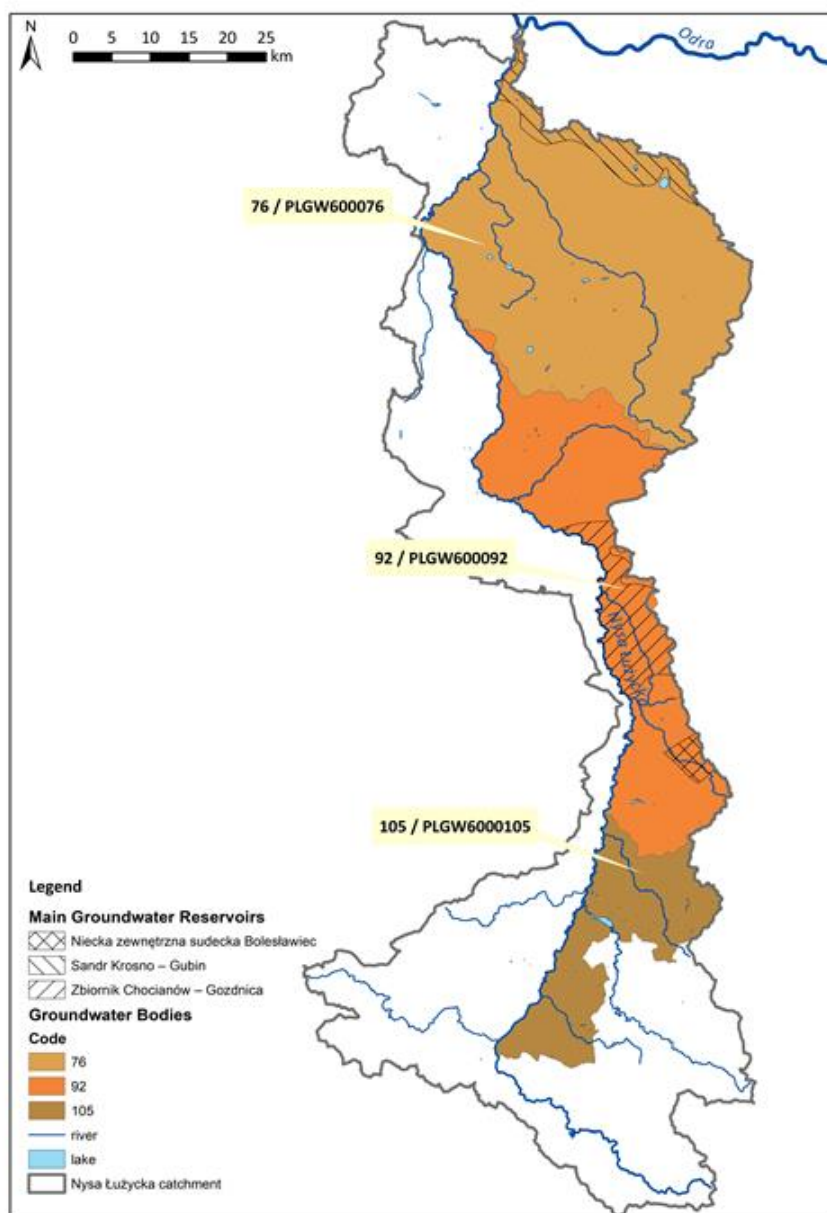 N
0 5 10 15 20 25
km
Odra
76 / PLGW600076
92 / PLGW600092
Nysa Łużycka
105 / PLGW6000105
Legend
Main Groundwater Reservoirs
Niecka zewnętrzna sudecka Bolesławiec
Sandr Krosno – Gubin
Zbiornik Chocianów – Gozdnica
Groundwater Bodies
Code
76
92
105
river
lake
Nysa Łużycka catchment